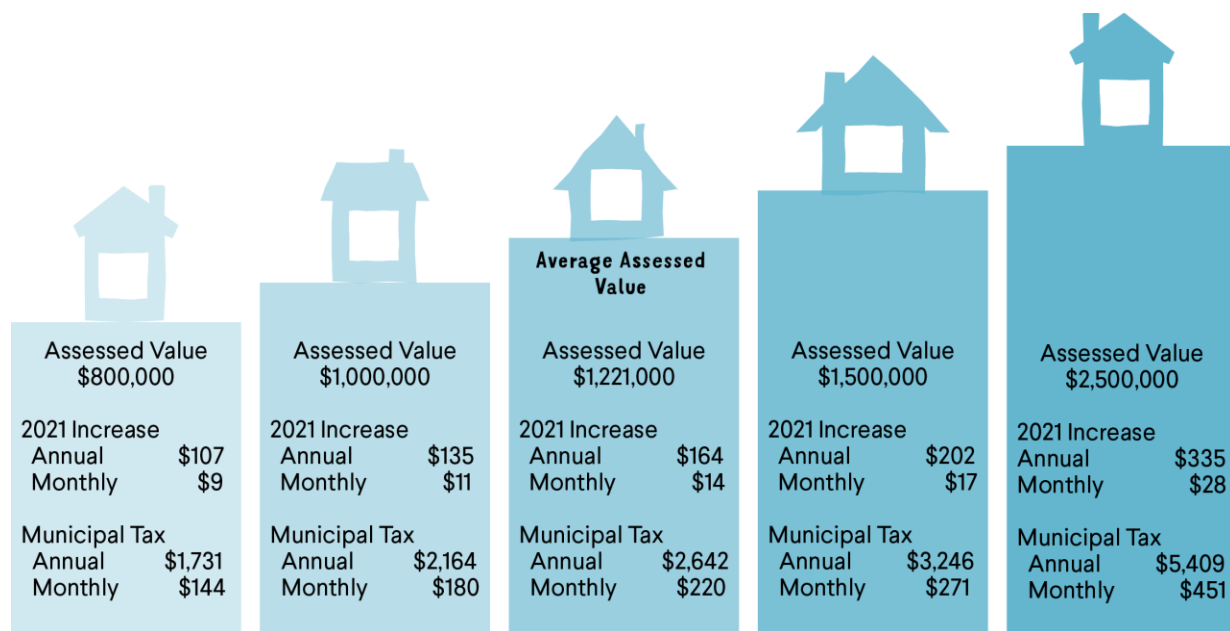 Assessed Value
$800,000
2021 Increase
Annual $107
Monthly $9
Municipal Tax
Annual $1,731
Monthly $144
Assessed Value
$1,000,000
2021 Increase
Annual $135
Monthly $11
Municipal Tax
Annual $2,164
Monthly $180
Average Assessed
Value
Assessed Value
$1,221,000
2021 Increase
Annual $164
Monthly $14
Municipal Tax
Annual $2,642
Monthly $220
Assessed Value
$1,500,000
2021 Increase
Annual $202
Monthly $17
Municipal Tax
Annual $3,246
Monthly $271
Assessed Value
$2,500,000
2021 Increase
Annual $335
Monthly $28
Municipal Tax
Annual $5,409
Monthly $451